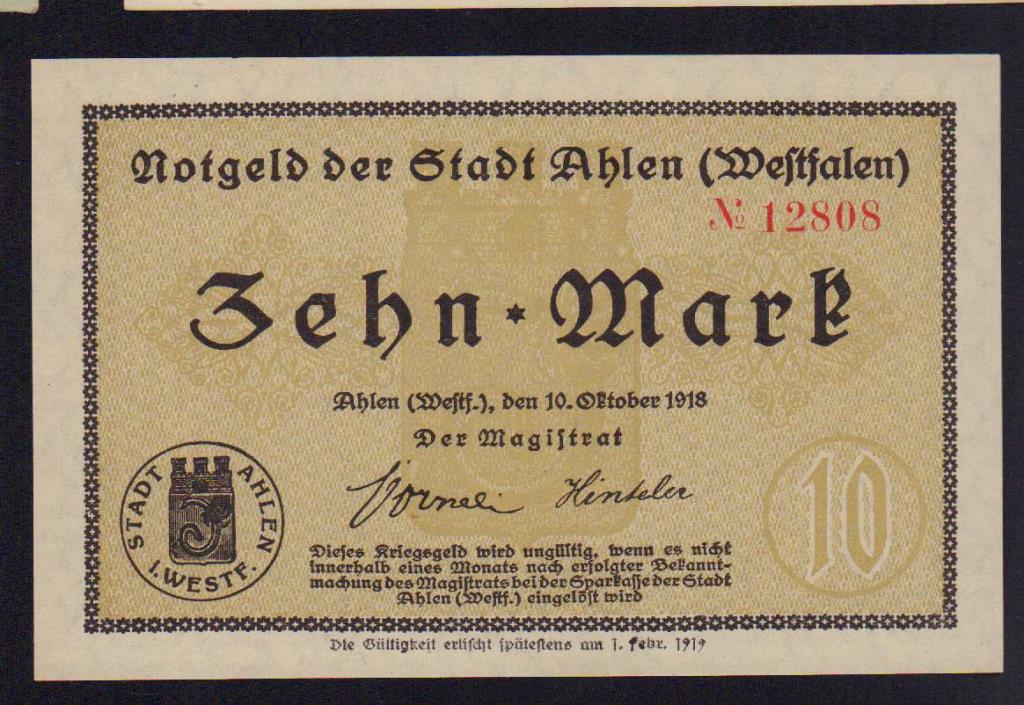 Notgeld der Stadt Ahlen (Westfalen)
№ 12808
Zehn * Mark
Ahlen (Westf.), den 10. Oktober 1918
Der Magistrat
Hinteler
STADT AHLEN
I. WESTF.
10
Dieses Kriegsgeld wird ungültig, wenn es nicht
innerhalb eines Monats nach erfolgter Bekannt-
machung des Magistrats bei der Sparkasse der Stadt
Ahlen (Westf.) eingelöst wird
Die Gültigkeit erlischt spätestens am 1. Febr. 1919